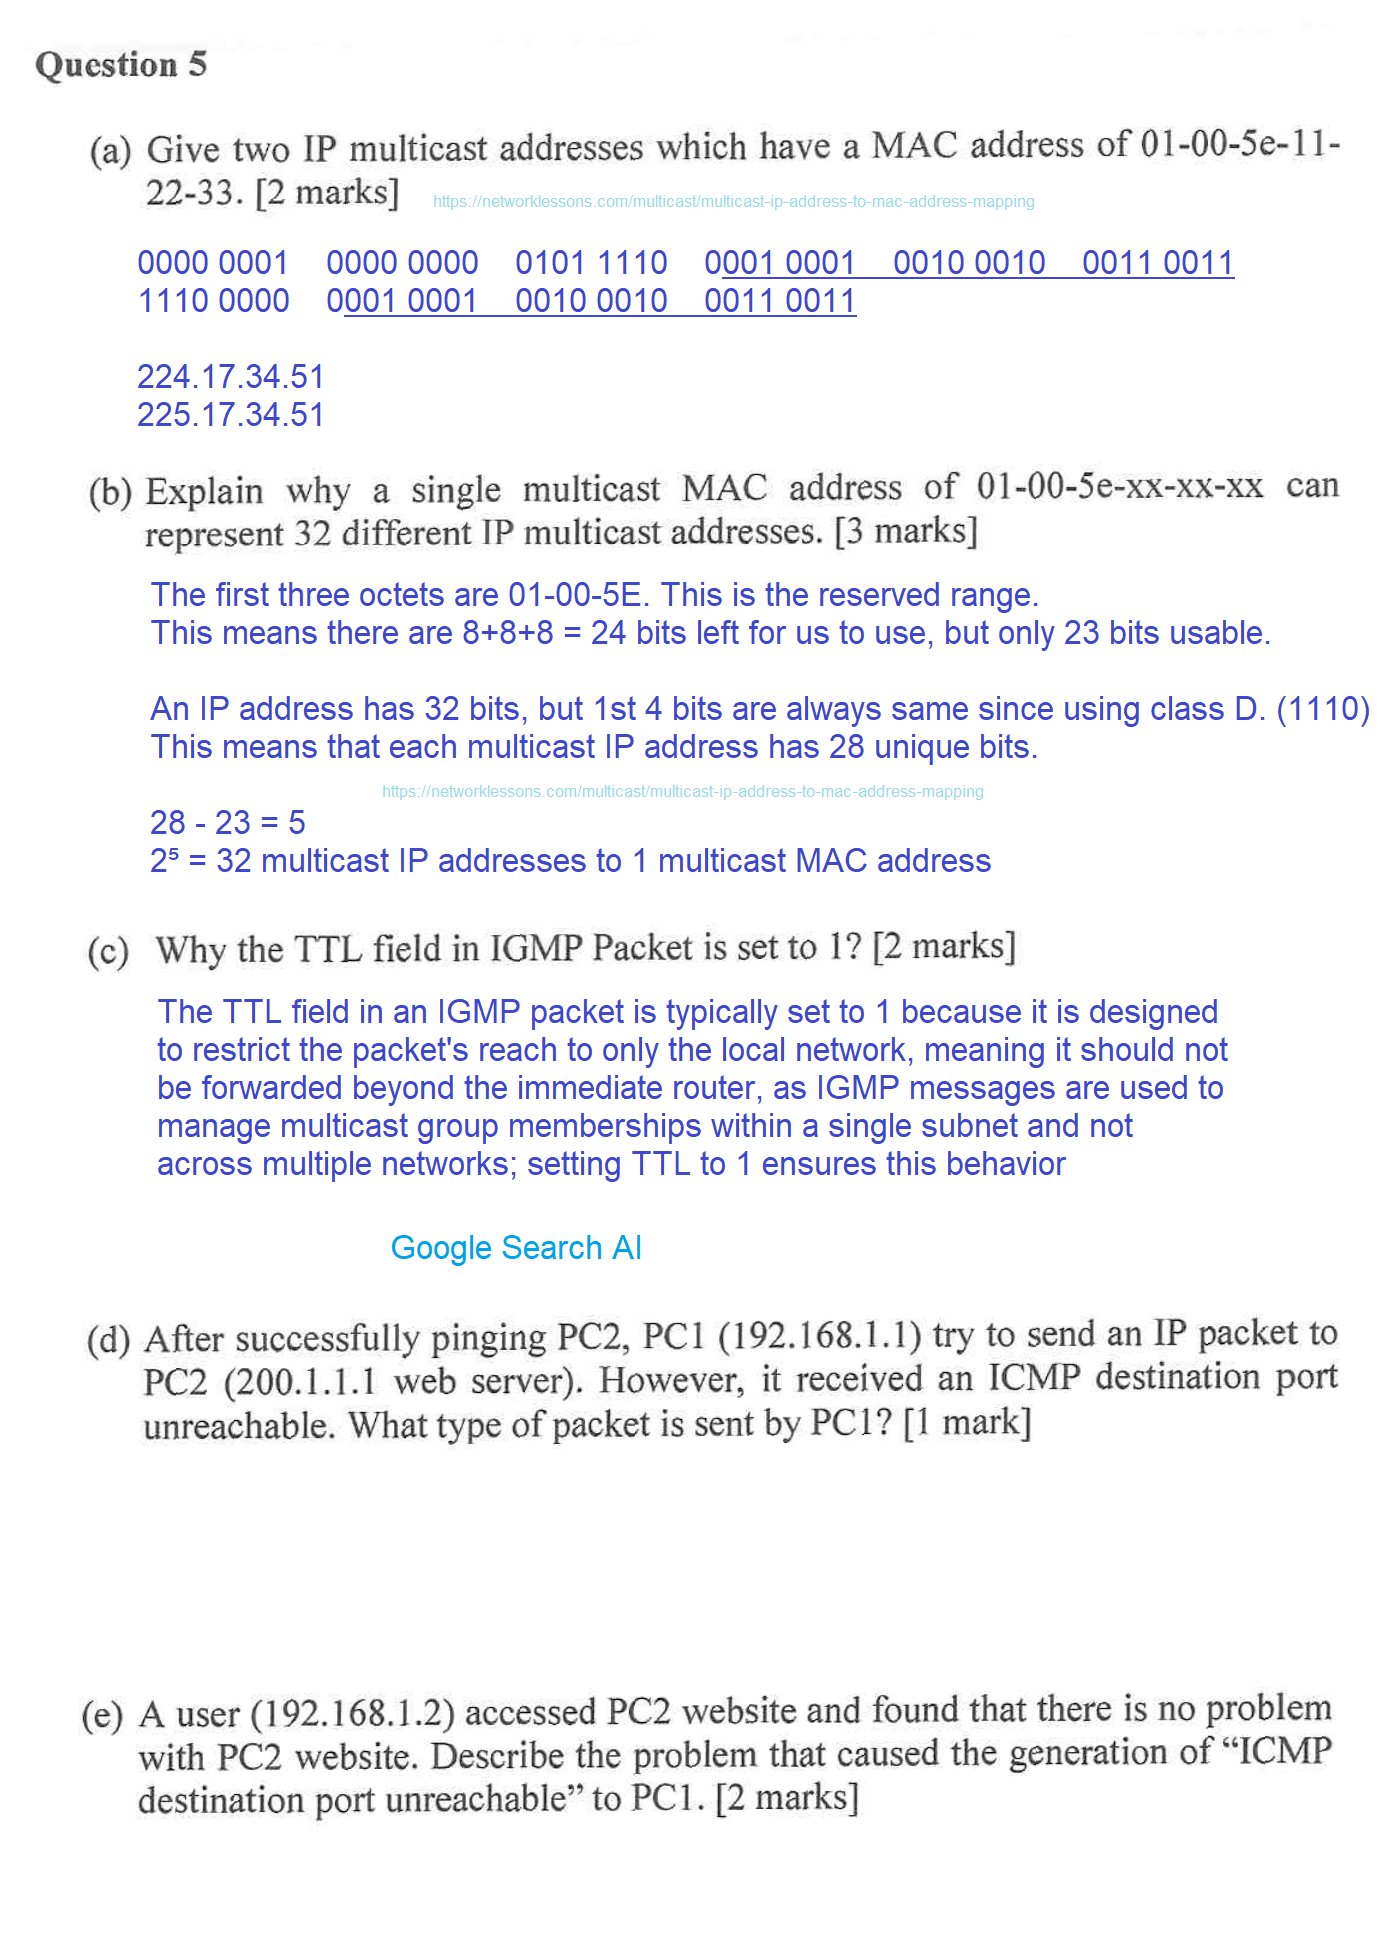 Question 5
(a) Give two IP multicast addresses which have a MAC address of 01-00-5e-11-
22-33. [2 marks]
https://networklessons.com/multicast/multicast-ip-address-to-mac-address-mapping
0000 0001 0000 0000 0101 1110 0001 0001 0010 0010 0011 0011
1110 0000 0001 0001 0010 0010 0011 0011
224.17.34.51
225.17.34.51
(b) Explain why a single multicast MAC address of 01-00-5e-xx-xx-xx can
represent 32 different IP multicast addresses. [3 marks]
The first three octets are 01-00-5E. This is the reserved range.
This means there are 8+8+8 = 24 bits left for us to use, but only 23 bits usable.
An IP address has 32 bits, but 1st 4 bits are always same since using class D. (1110)
This means that each multicast IP address has 28 unique bits.
https://networklessons.com/multicast/multicast-ip-address-to-mac-address-mapping
28 - 23 = 5
2⁵ = 32 multicast IP addresses to 1 multicast MAC address
(c) Why the TTL field in IGMP Packet is set to 1? [2 marks]
The TTL field in an IGMP packet is typically set to 1 because it is designed
to restrict the packet's reach to only the local network, meaning it should not
be forwarded beyond the immediate router, as IGMP messages are used to
manage multicast group memberships within a single subnet and not
across multiple networks; setting TTL to 1 ensures this behavior
Google Search AI
(d) After successfully pinging PC2, PC1 (192.168.1.1) try to send an IP packet to
PC2 (200.1.1.1 web server). However, it received an ICMP destination port
unreachable. What type of packet is sent by PC1? [1 mark]
(e) A user (192.168.1.2) accessed PC2 website and found that there is no problem
with PC2 website. Describe the problem that caused the generation of “ICMP
destination port unreachable” to PC1. [2 marks]